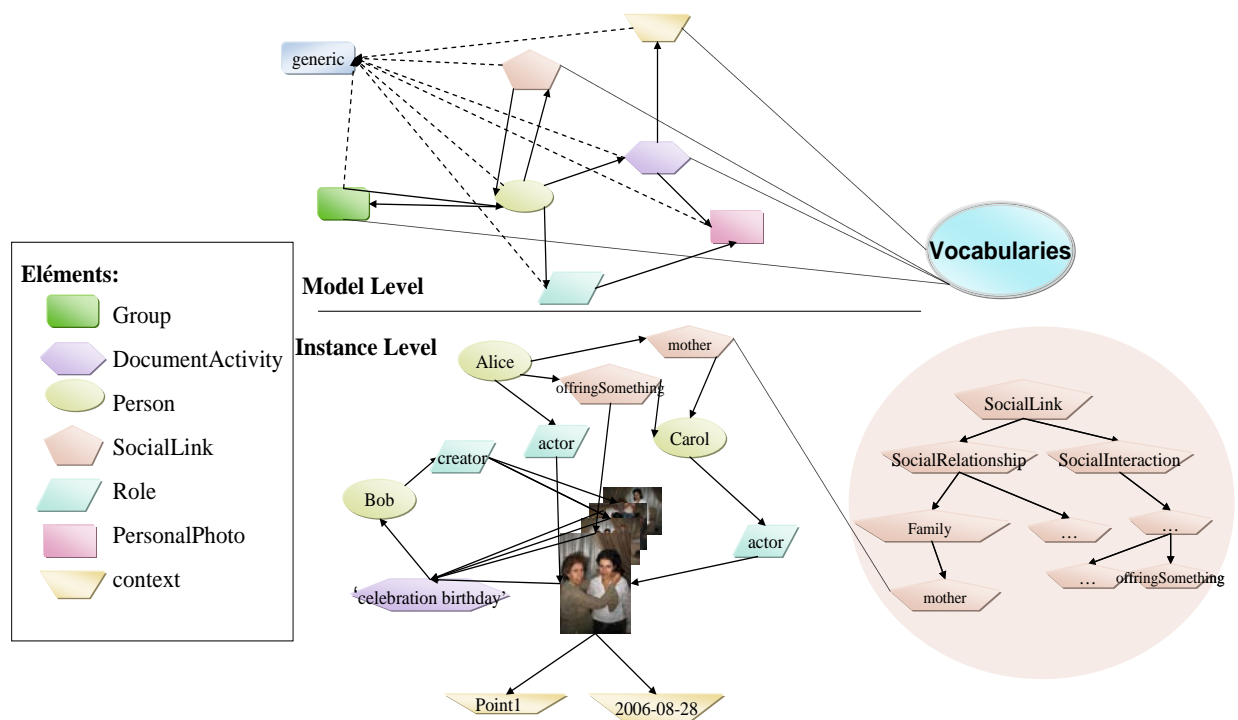 generic
Vocabularies
Model Level
Eléments:
Group
DocumentActivity
Person
SocialLink
Role
PersonalPhoto
context
Instance Level
Alice
mother
offringSomething
actor
Carol
creator
Bob
actor
‘celebration birthday’
Point1
2006-08-28
SocialLink
SocialRelationship
SocialInteraction
Family
...
...
mother
...
offringSomething